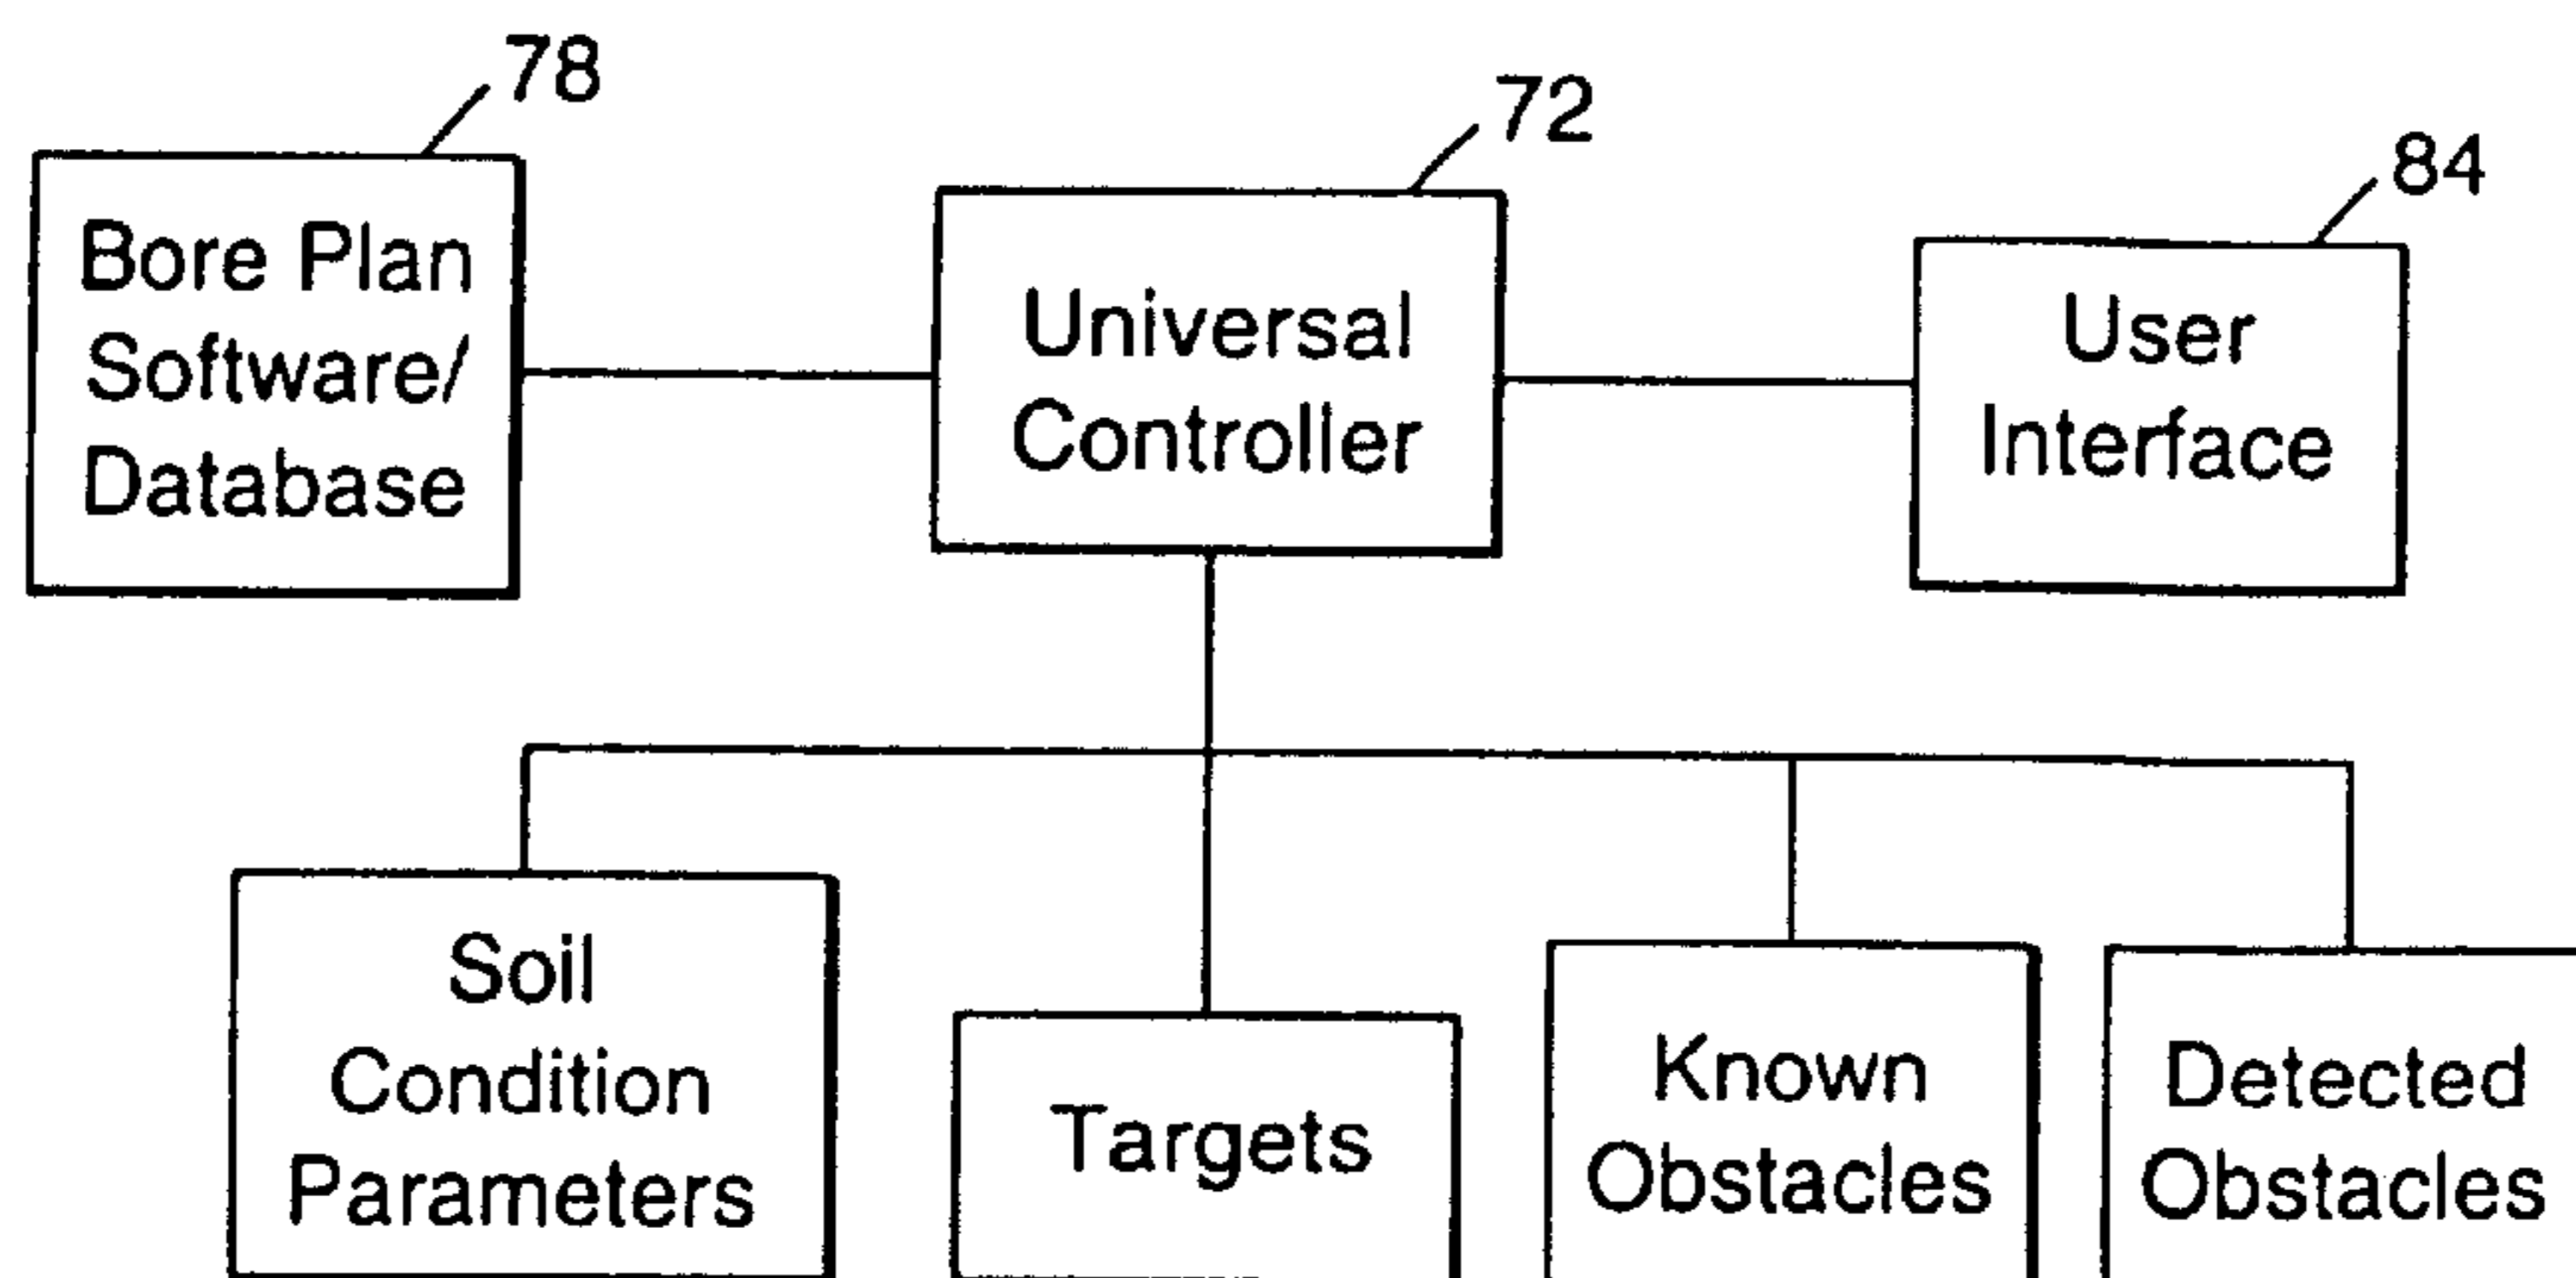 78
72
84
Bore Plan
Software/
Database
Universal
Controller
User
Interface
Soil
Condition
Parameters
Targets
Known
Obstacles
Detected
Obstacles